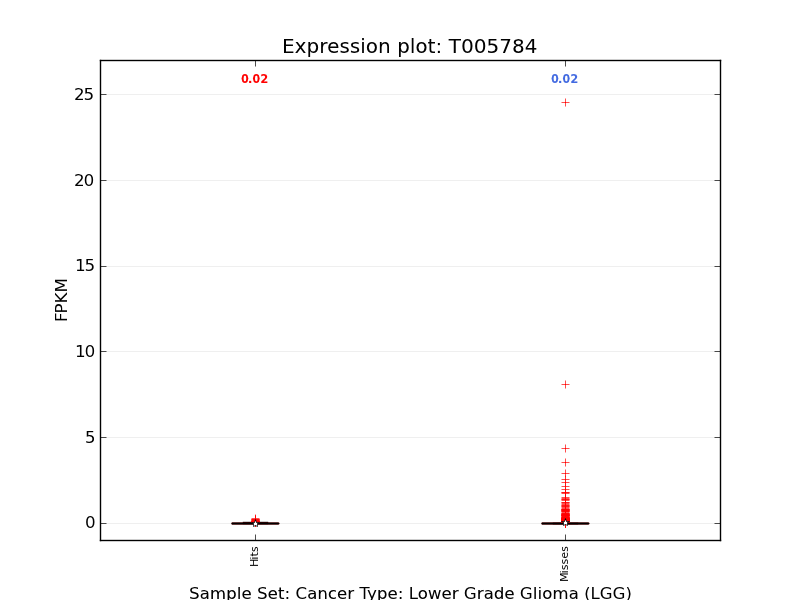 Expression plot: T005784
0.02
0.02
25
20
15
10
5
0
FPKM
Hits
Misses
Sample Set: Cancer Type: Lower Grade Glioma (LGG)